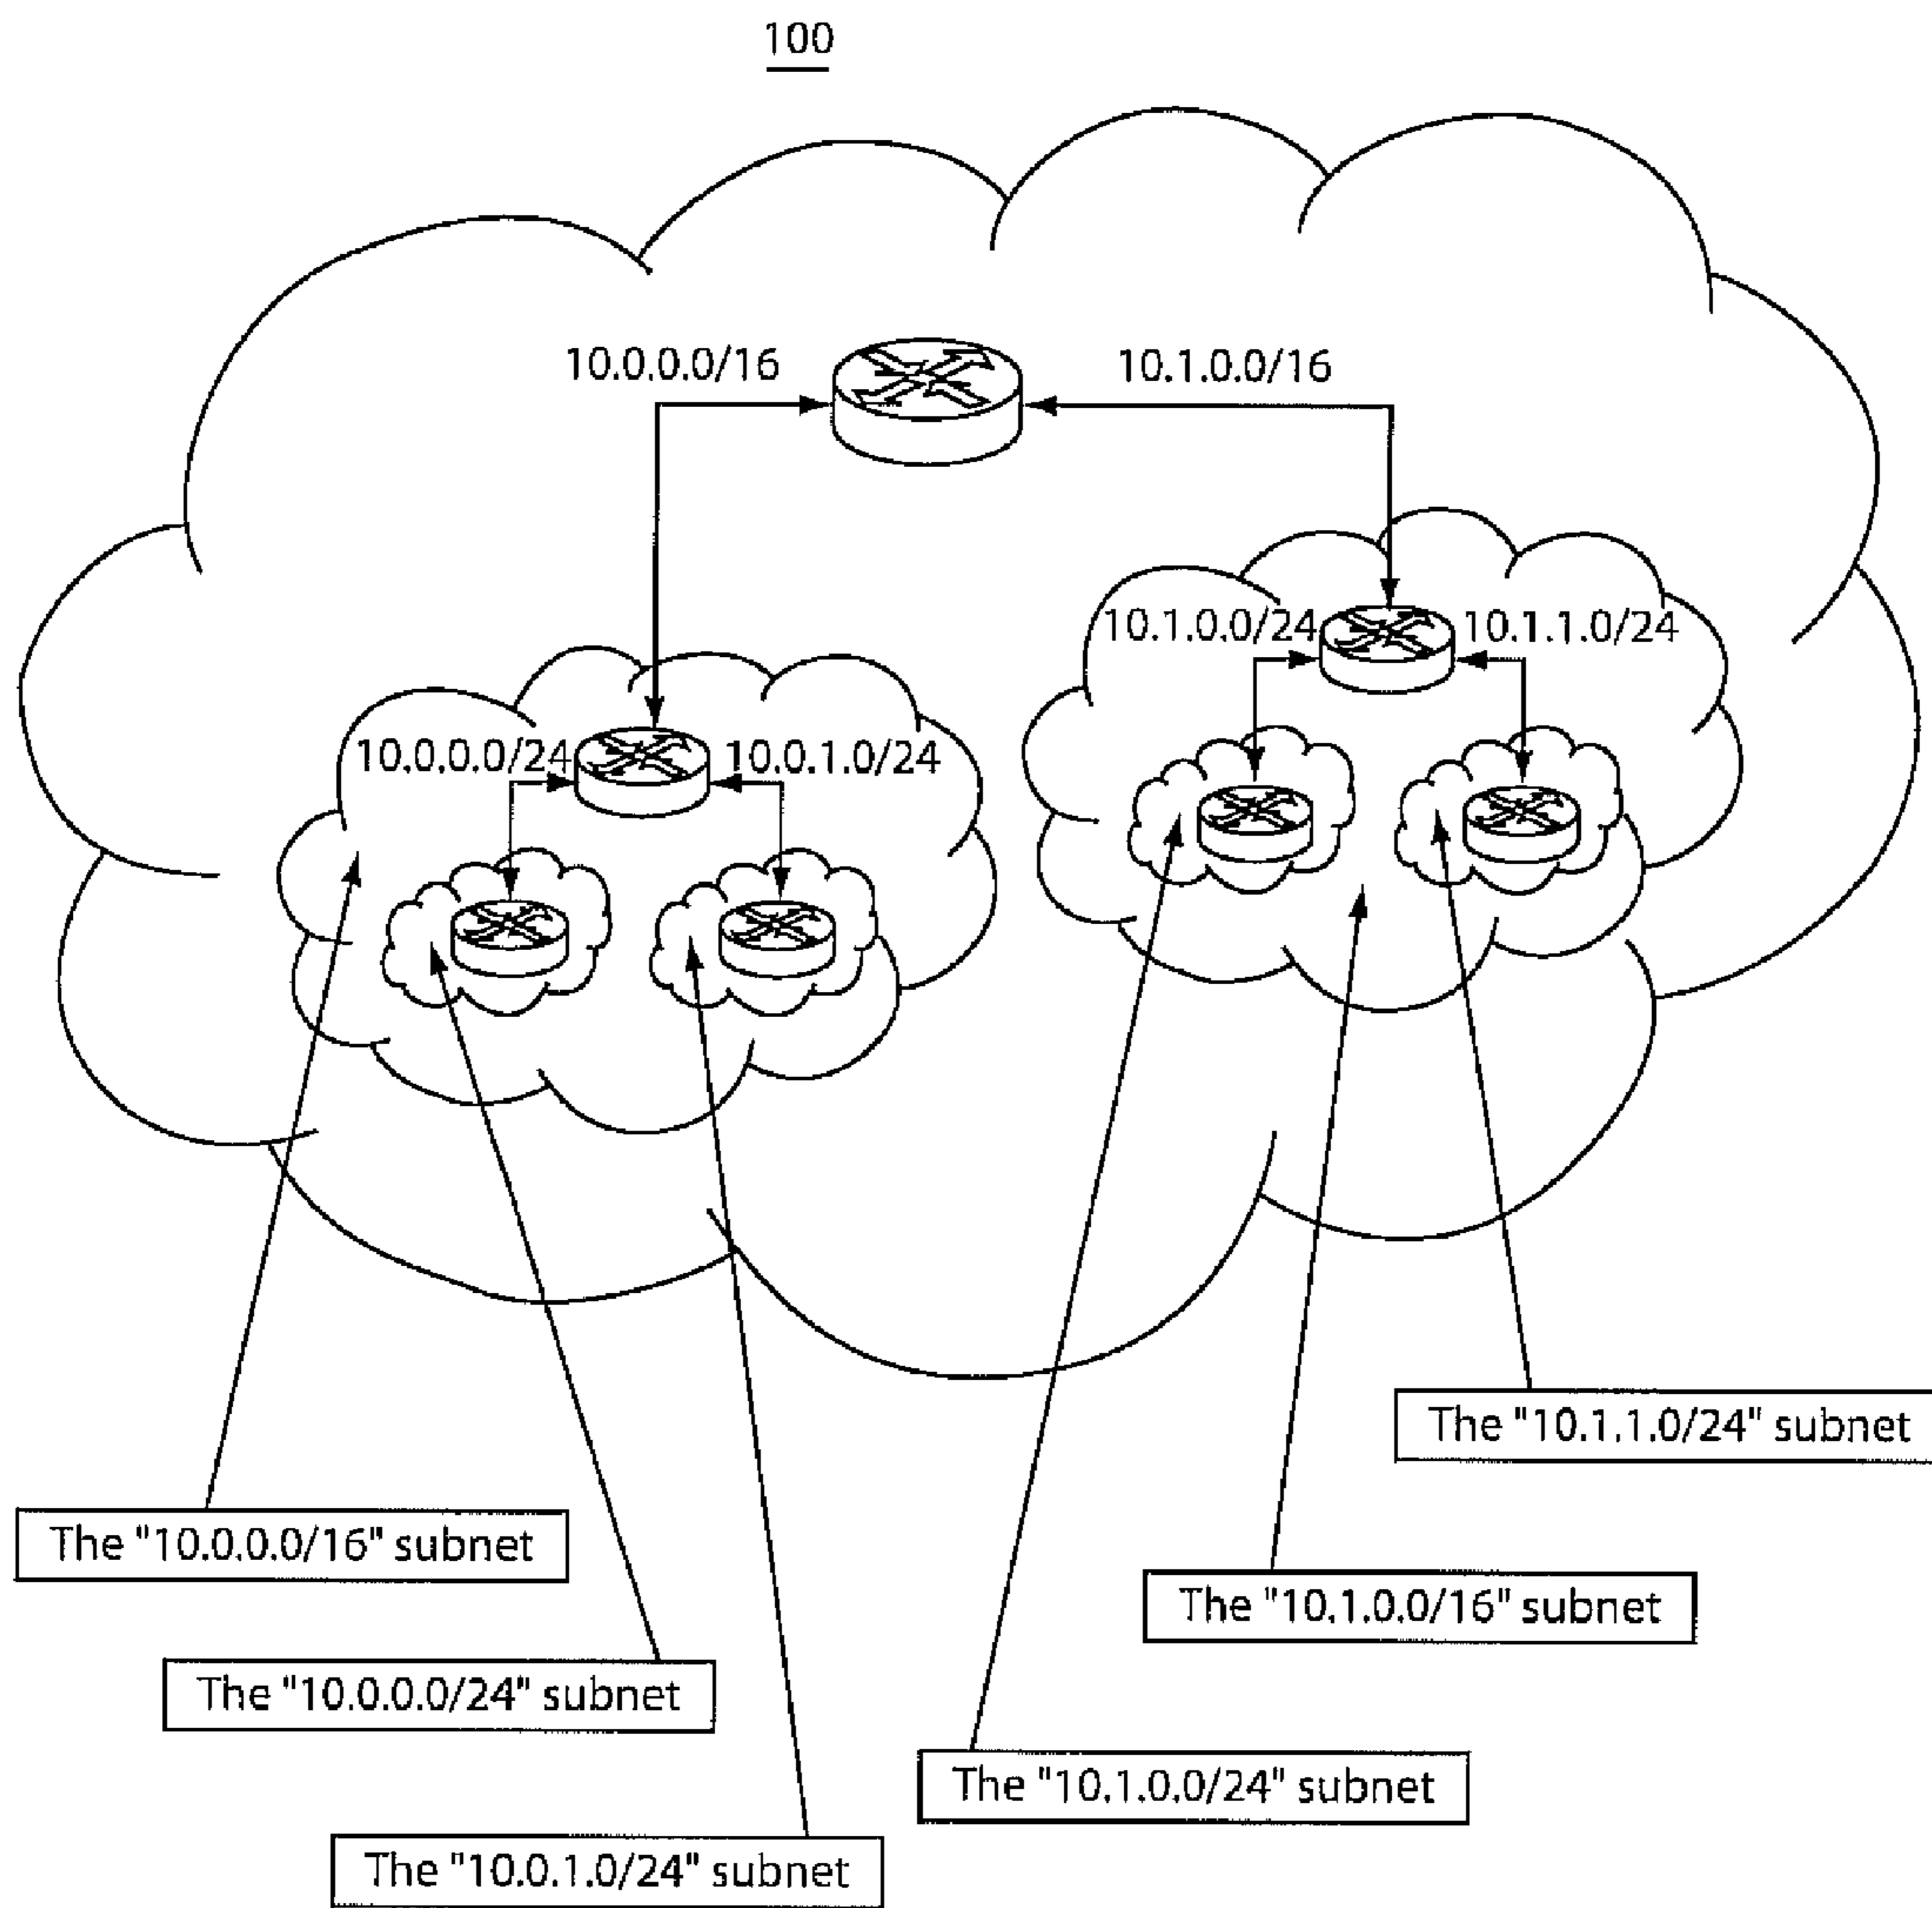 100
10.0.0.0/16
10.1.0.0/16
10.1.0.0/24
10.1.1.0/24
10.0.0.0/24
10.0.1.0/24
The "10.1.1.0/24" subnet
The "10.0.0.0/16" subnet
The "10.1.0.0/16" subnet
The "10.0.0.0/24" subnet
The "10.1.0.0/24" subnet
The "10.0.1.0/24" subnet